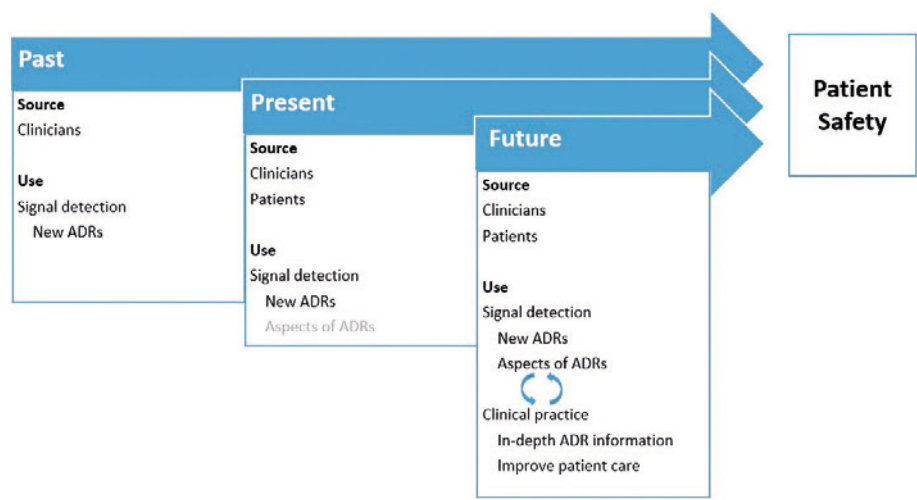 Past
Source
Clinicians
Use
Signal detection
New ADRs
Present
Source
Clinicians
Patients
Use
Signal detection
New ADRs
Aspects of ADRs
Future
Source
Clinicians
Patients
Use
Signal detection
New ADRs
Aspects of ADRs
Clinical practice
In-depth ADR information
Improve patient care
Patient
Safety